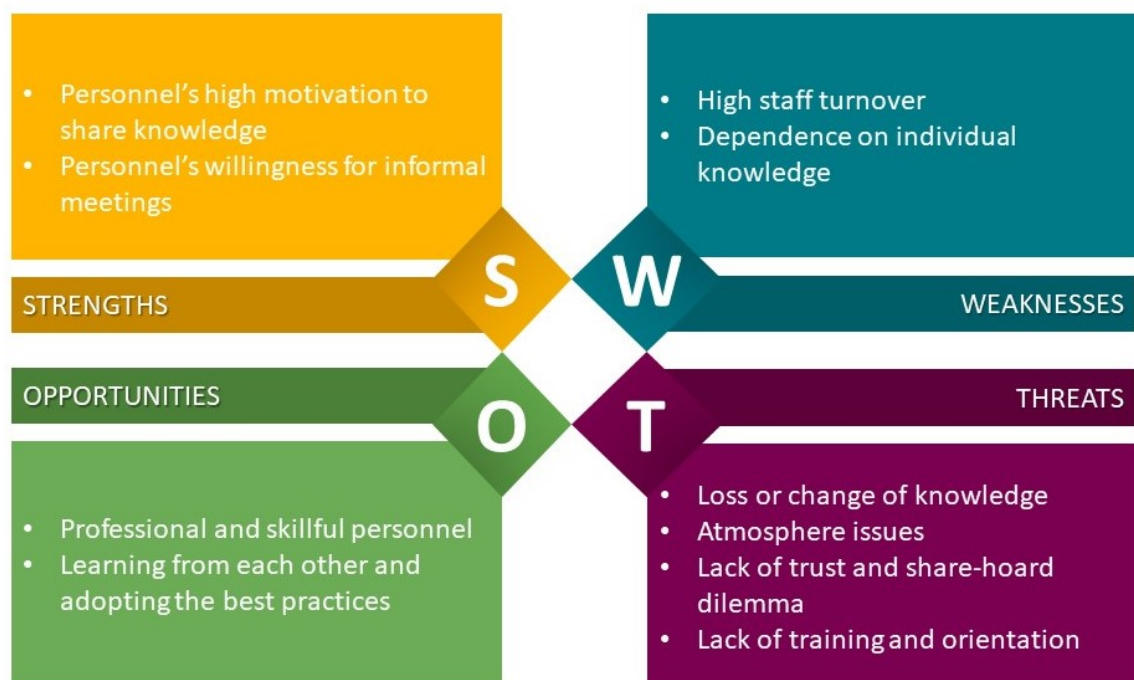 • Personnel's high motivation to
share knowledge
• Personnel's willingness for informal
meetings
S
STRENGTHS
• High staff turnover
• Dependence on individual
knowledge
W
WEAKNESSES
OPPORTUNITIES
O
• Professional and skillful personnel
• Learning from each other and
adopting the best practices
THREATS
T
• Loss or change of knowledge
• Atmosphere issues
• Lack of trust and share-hoard
dilemma
• Lack of training and orientation